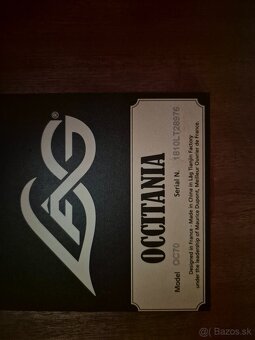 LÂG®
OCCITANIA
Model OC70 Serial N. 1810LT28976
Designed in France - Made in China in Lâg Tianjin Factory
under the leadership of Maurice Dupont, Meilleur Ouvrier de France.
Bazos.sk